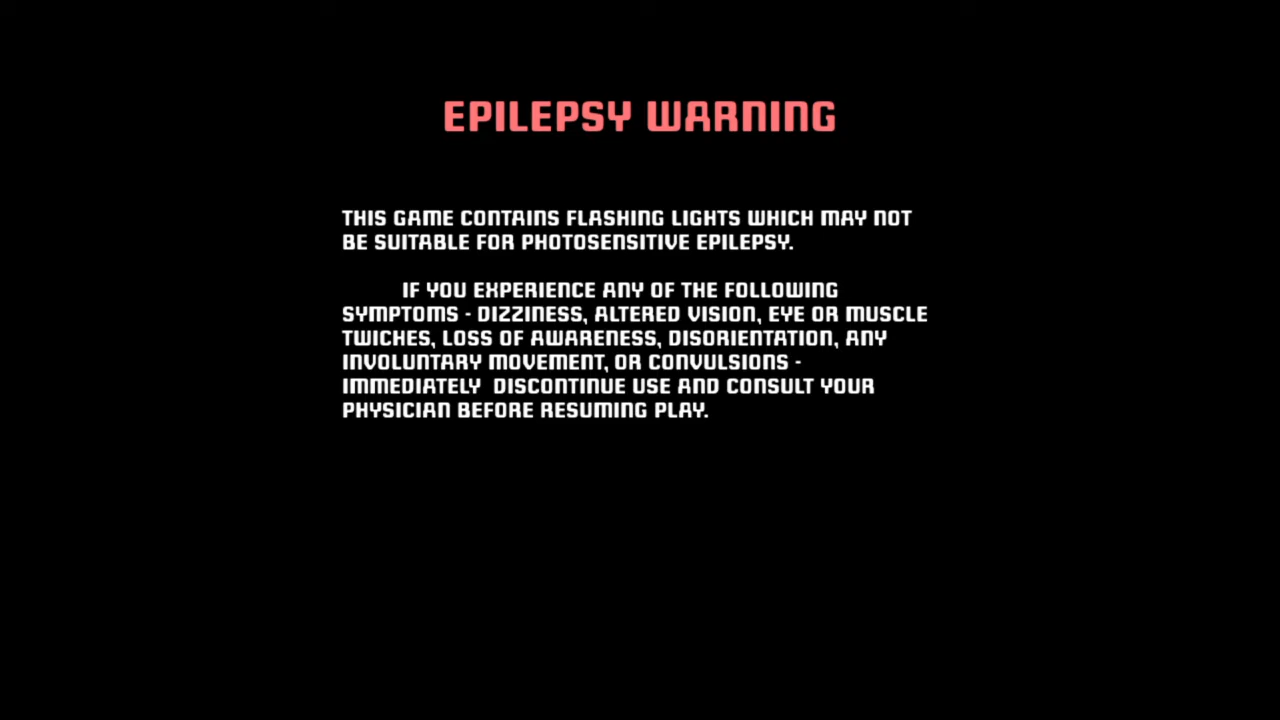 EPILEPSY WARNING
THIS GAME CONTAINS FLASHING LIGHTS WHICH MAY NOT
BE SUITABLE FOR PHOTOSENSITIVE EPILEPSY.
IF YOU EXPERIENCE ANY OF THE FOLLOWING
SYMPTOMS - DIZZINESS, ALTERED VISION, EYE OR MUSCLE
TWICHES, LOSS OF AWARENESS, DISORIENTATION, ANY
INVOLUNTARY MOVEMENT, OR CONVULSIONS -
IMMEDIATELY  DISCONTINUE USE AND CONSULT YOUR
PHYSICIAN BEFORE RESUMING PLAY.